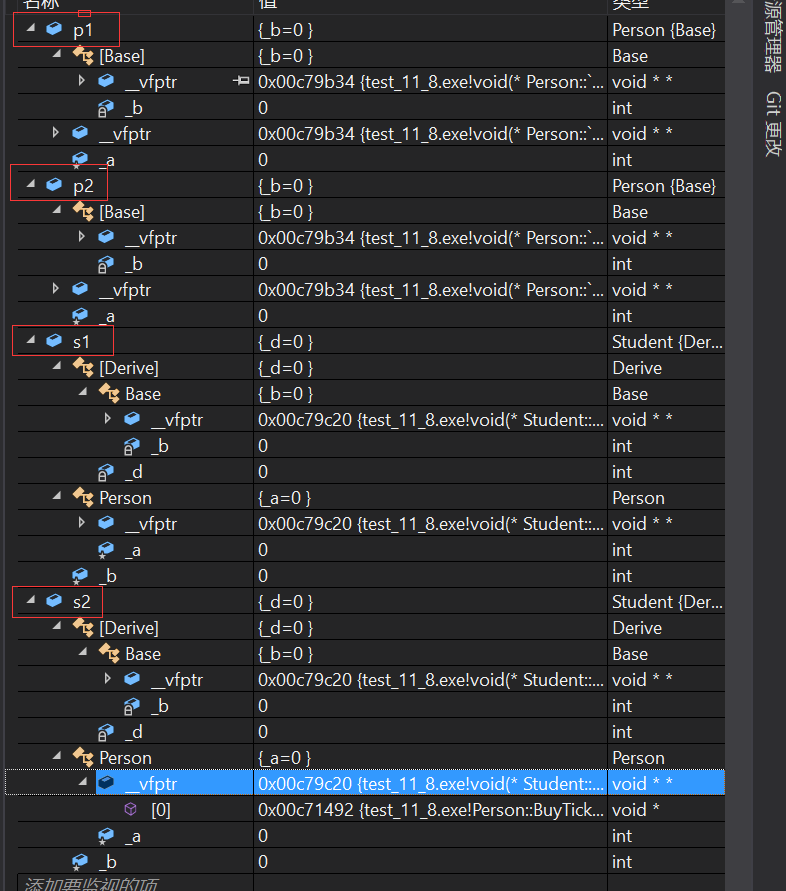 名称 值 类型
p1 {_b=0 } Person {Base}
[Base] {_b=0 } Base
__vfptr 0x00c79b34 {test_11_8.exe!void(* Person::`... void * *
_b 0 int
__vfptr 0x00c79b34 {test_11_8.exe!void(* Person::`... void * *
_a 0 int
p2 {_b=0 } Person {Base}
[Base] {_b=0 } Base
__vfptr 0x00c79b34 {test_11_8.exe!void(* Person::`... void * *
_b 0 int
__vfptr 0x00c79b34 {test_11_8.exe!void(* Person::`... void * *
_a 0 int
s1 {_d=0 } Student {Der...
[Derive] {_d=0 } Derive
Base {_b=0 } Base
__vfptr 0x00c79c20 {test_11_8.exe!void(* Student::... void * *
_b 0 int
_d 0 int
Person {_a=0 } Person
__vfptr 0x00c79c20 {test_11_8.exe!void(* Student::... void * *
_a 0 int
_b 0 int
s2 {_d=0 } Student {Der...
[Derive] {_d=0 } Derive
Base {_b=0 } Base
__vfptr 0x00c79c20 {test_11_8.exe!void(* Student::... void * *
_b 0 int
_d 0 int
Person {_a=0 } Person
__vfptr 0x00c79c20 {test_11_8.exe!void(* Student::... void * *
[0] 0x00c71492 {test_11_8.exe!Person::BuyTick... void *
_a 0 int
_b 0 int
添加要监视的项
源管理器
Git 更改